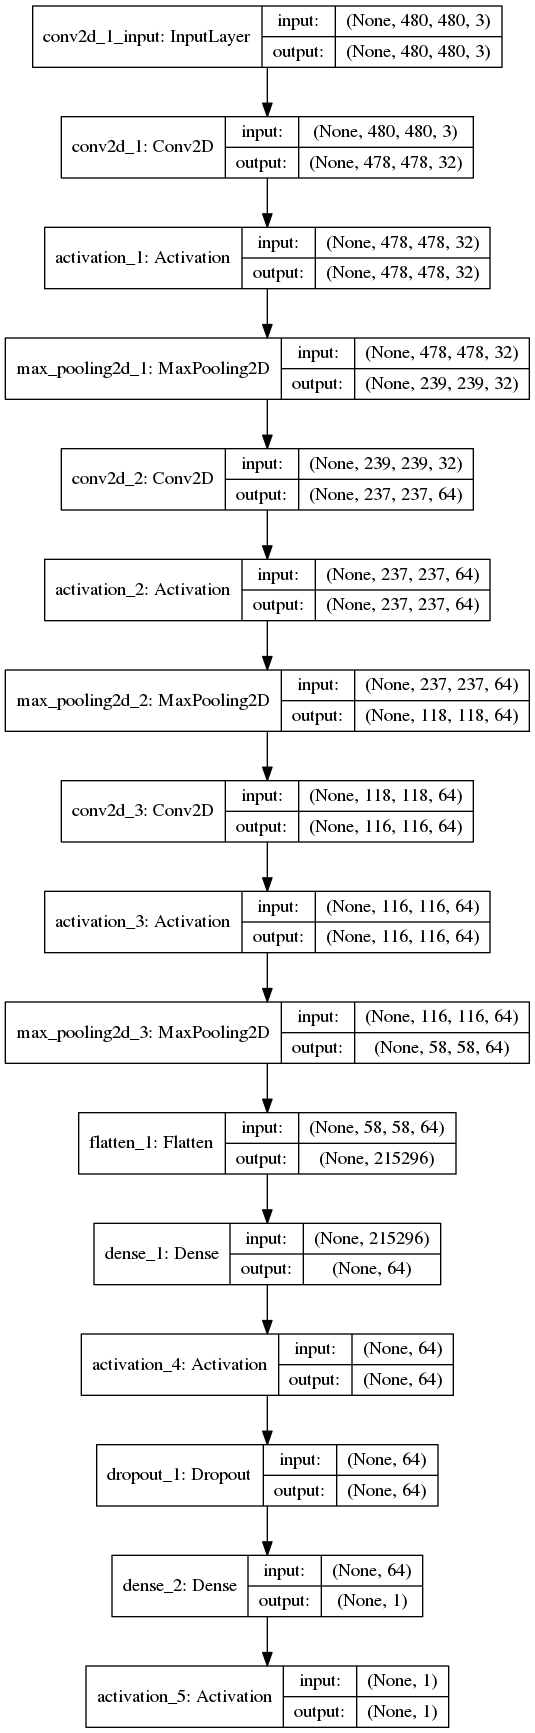 conv2d_1_input: InputLayer
input: (None, 480, 480, 3)
output: (None, 480, 480, 3)
conv2d_1: Conv2D
input: (None, 480, 480, 3)
output: (None, 478, 478, 32)
activation_1: Activation
input: (None, 478, 478, 32)
output: (None, 478, 478, 32)
max_pooling2d_1: MaxPooling2D
input: (None, 478, 478, 32)
output: (None, 239, 239, 32)
conv2d_2: Conv2D
input: (None, 239, 239, 32)
output: (None, 237, 237, 64)
activation_2: Activation
input: (None, 237, 237, 64)
output: (None, 237, 237, 64)
max_pooling2d_2: MaxPooling2D
input: (None, 237, 237, 64)
output: (None, 118, 118, 64)
conv2d_3: Conv2D
input: (None, 118, 118, 64)
output: (None, 116, 116, 64)
activation_3: Activation
input: (None, 116, 116, 64)
output: (None, 116, 116, 64)
max_pooling2d_3: MaxPooling2D
input: (None, 116, 116, 64)
output: (None, 58, 58, 64)
flatten_1: Flatten
input: (None, 58, 58, 64)
output: (None, 215296)
dense_1: Dense
input: (None, 215296)
output: (None, 64)
activation_4: Activation
input: (None, 64)
output: (None, 64)
dropout_1: Dropout
input: (None, 64)
output: (None, 64)
dense_2: Dense
input: (None, 64)
output: (None, 1)
activation_5: Activation
input: (None, 1)
output: (None, 1)